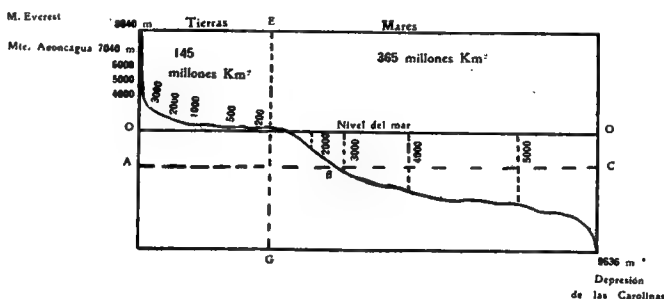 M. Everest
8840 m
Tierras
E
Mares
Mte. Aconcagua 7040 m
6000
5000
4000
145
millones Km²
365 millones Km²
3000
2000
1000
500
200
O
Nivel del mar
O
2000
3000
4000
5000
A
B
C
G
9636 m
Depresión
de las Carolinas